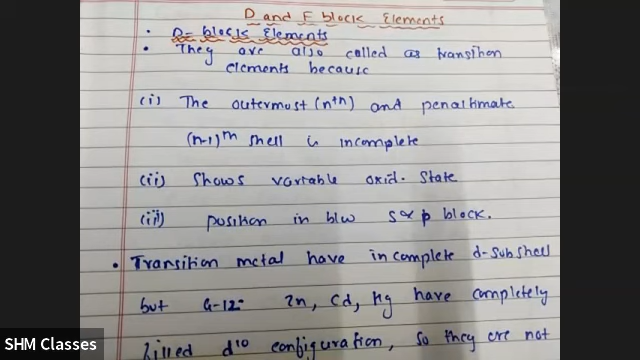 D and F block Elements
• D- block Elements
• They are also called as transition
elements because
(i) The outermost (nth) and penaltimate
(n-1)th shell is incomplete
(ii) Shows variable oxid. State
(iii) position in b/w s & p block.
• Transition metal have incomplete d-subshell
but G-12:- Zn, Cd, Hg have completely
filled d10 configuration, so they are not
SHM Classes